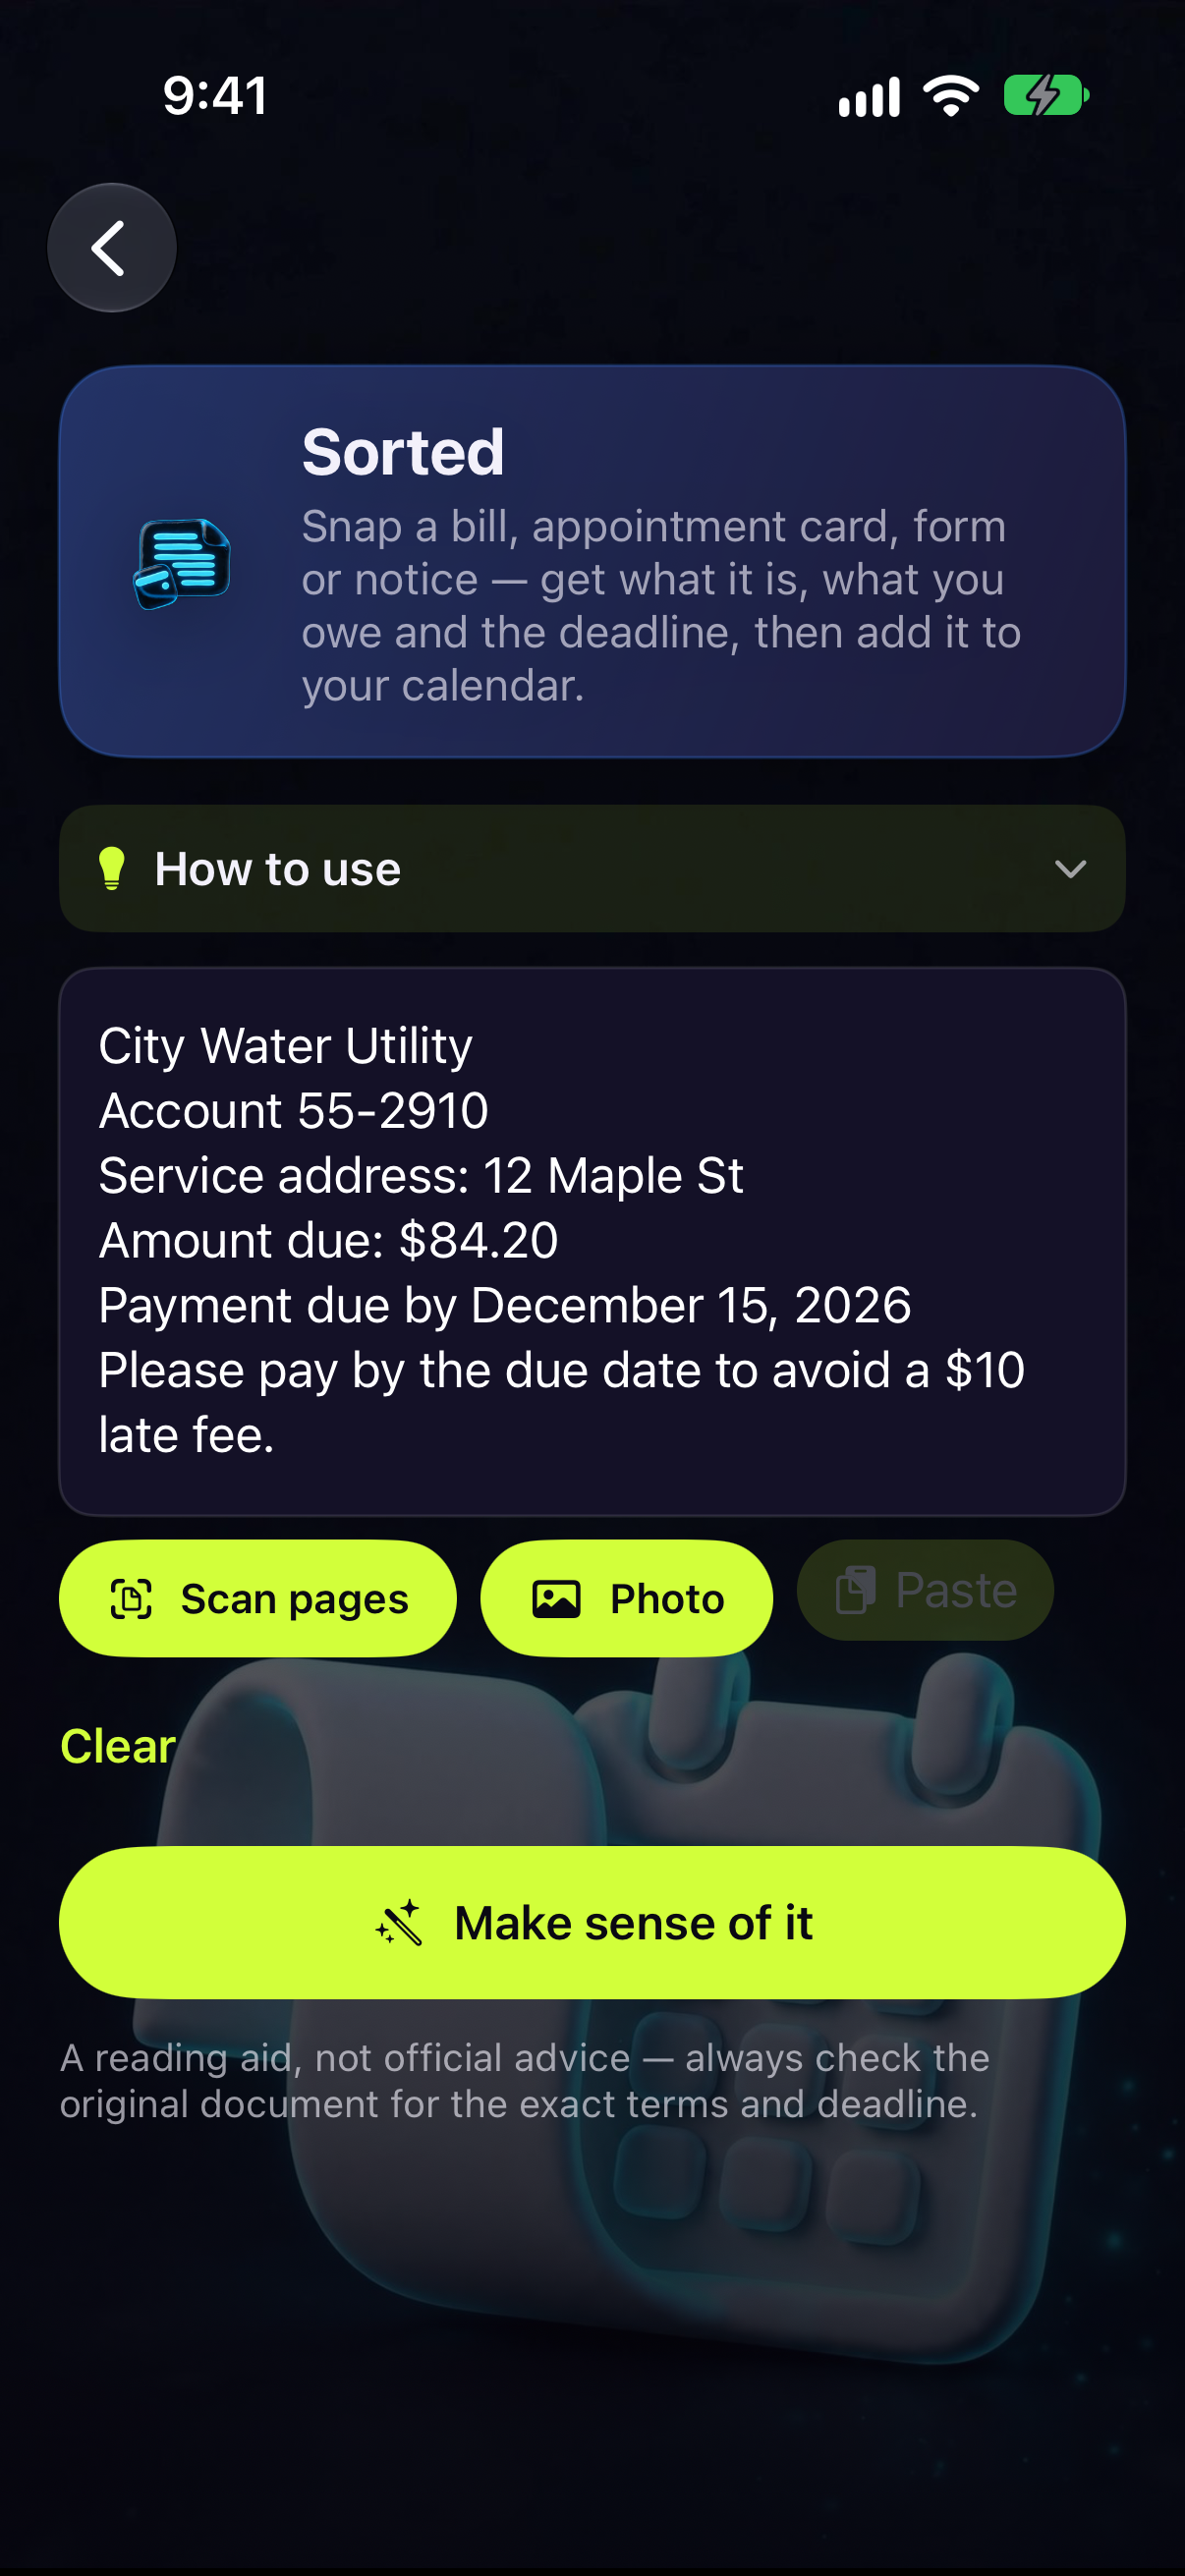 9:41
Sorted
Snap a bill, appointment card, form
or notice — get what it is, what you
owe and the deadline, then add it to
your calendar.
How to use
City Water Utility
Account 55-2910
Service address: 12 Maple St
Amount due: $84.20
Payment due by December 15, 2026
Please pay by the due date to avoid a $10
late fee.
Scan pages
Photo
Paste
Clear
Make sense of it
A reading aid, not official advice — always check the
original document for the exact terms and deadline.